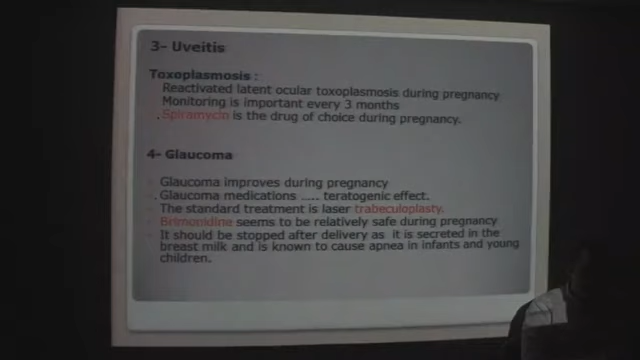 3- Uveitis
Toxoplasmosis :
Reactivated latent ocular toxoplasmosis during pregnancy
Monitoring is important every 3 months
. Spiramycin is the drug of choice during pregnancy.
4- Glaucoma
Glaucoma improves during pregnancy
. Glaucoma medications ..... teratogenic effect.
The standard treatment is laser trabeculoplasty.
Brimonidine seems to be relatively safe during pregnancy
It should be stopped after delivery as it is secreted in the
breast milk and is known to cause apnea in infants and young
children.